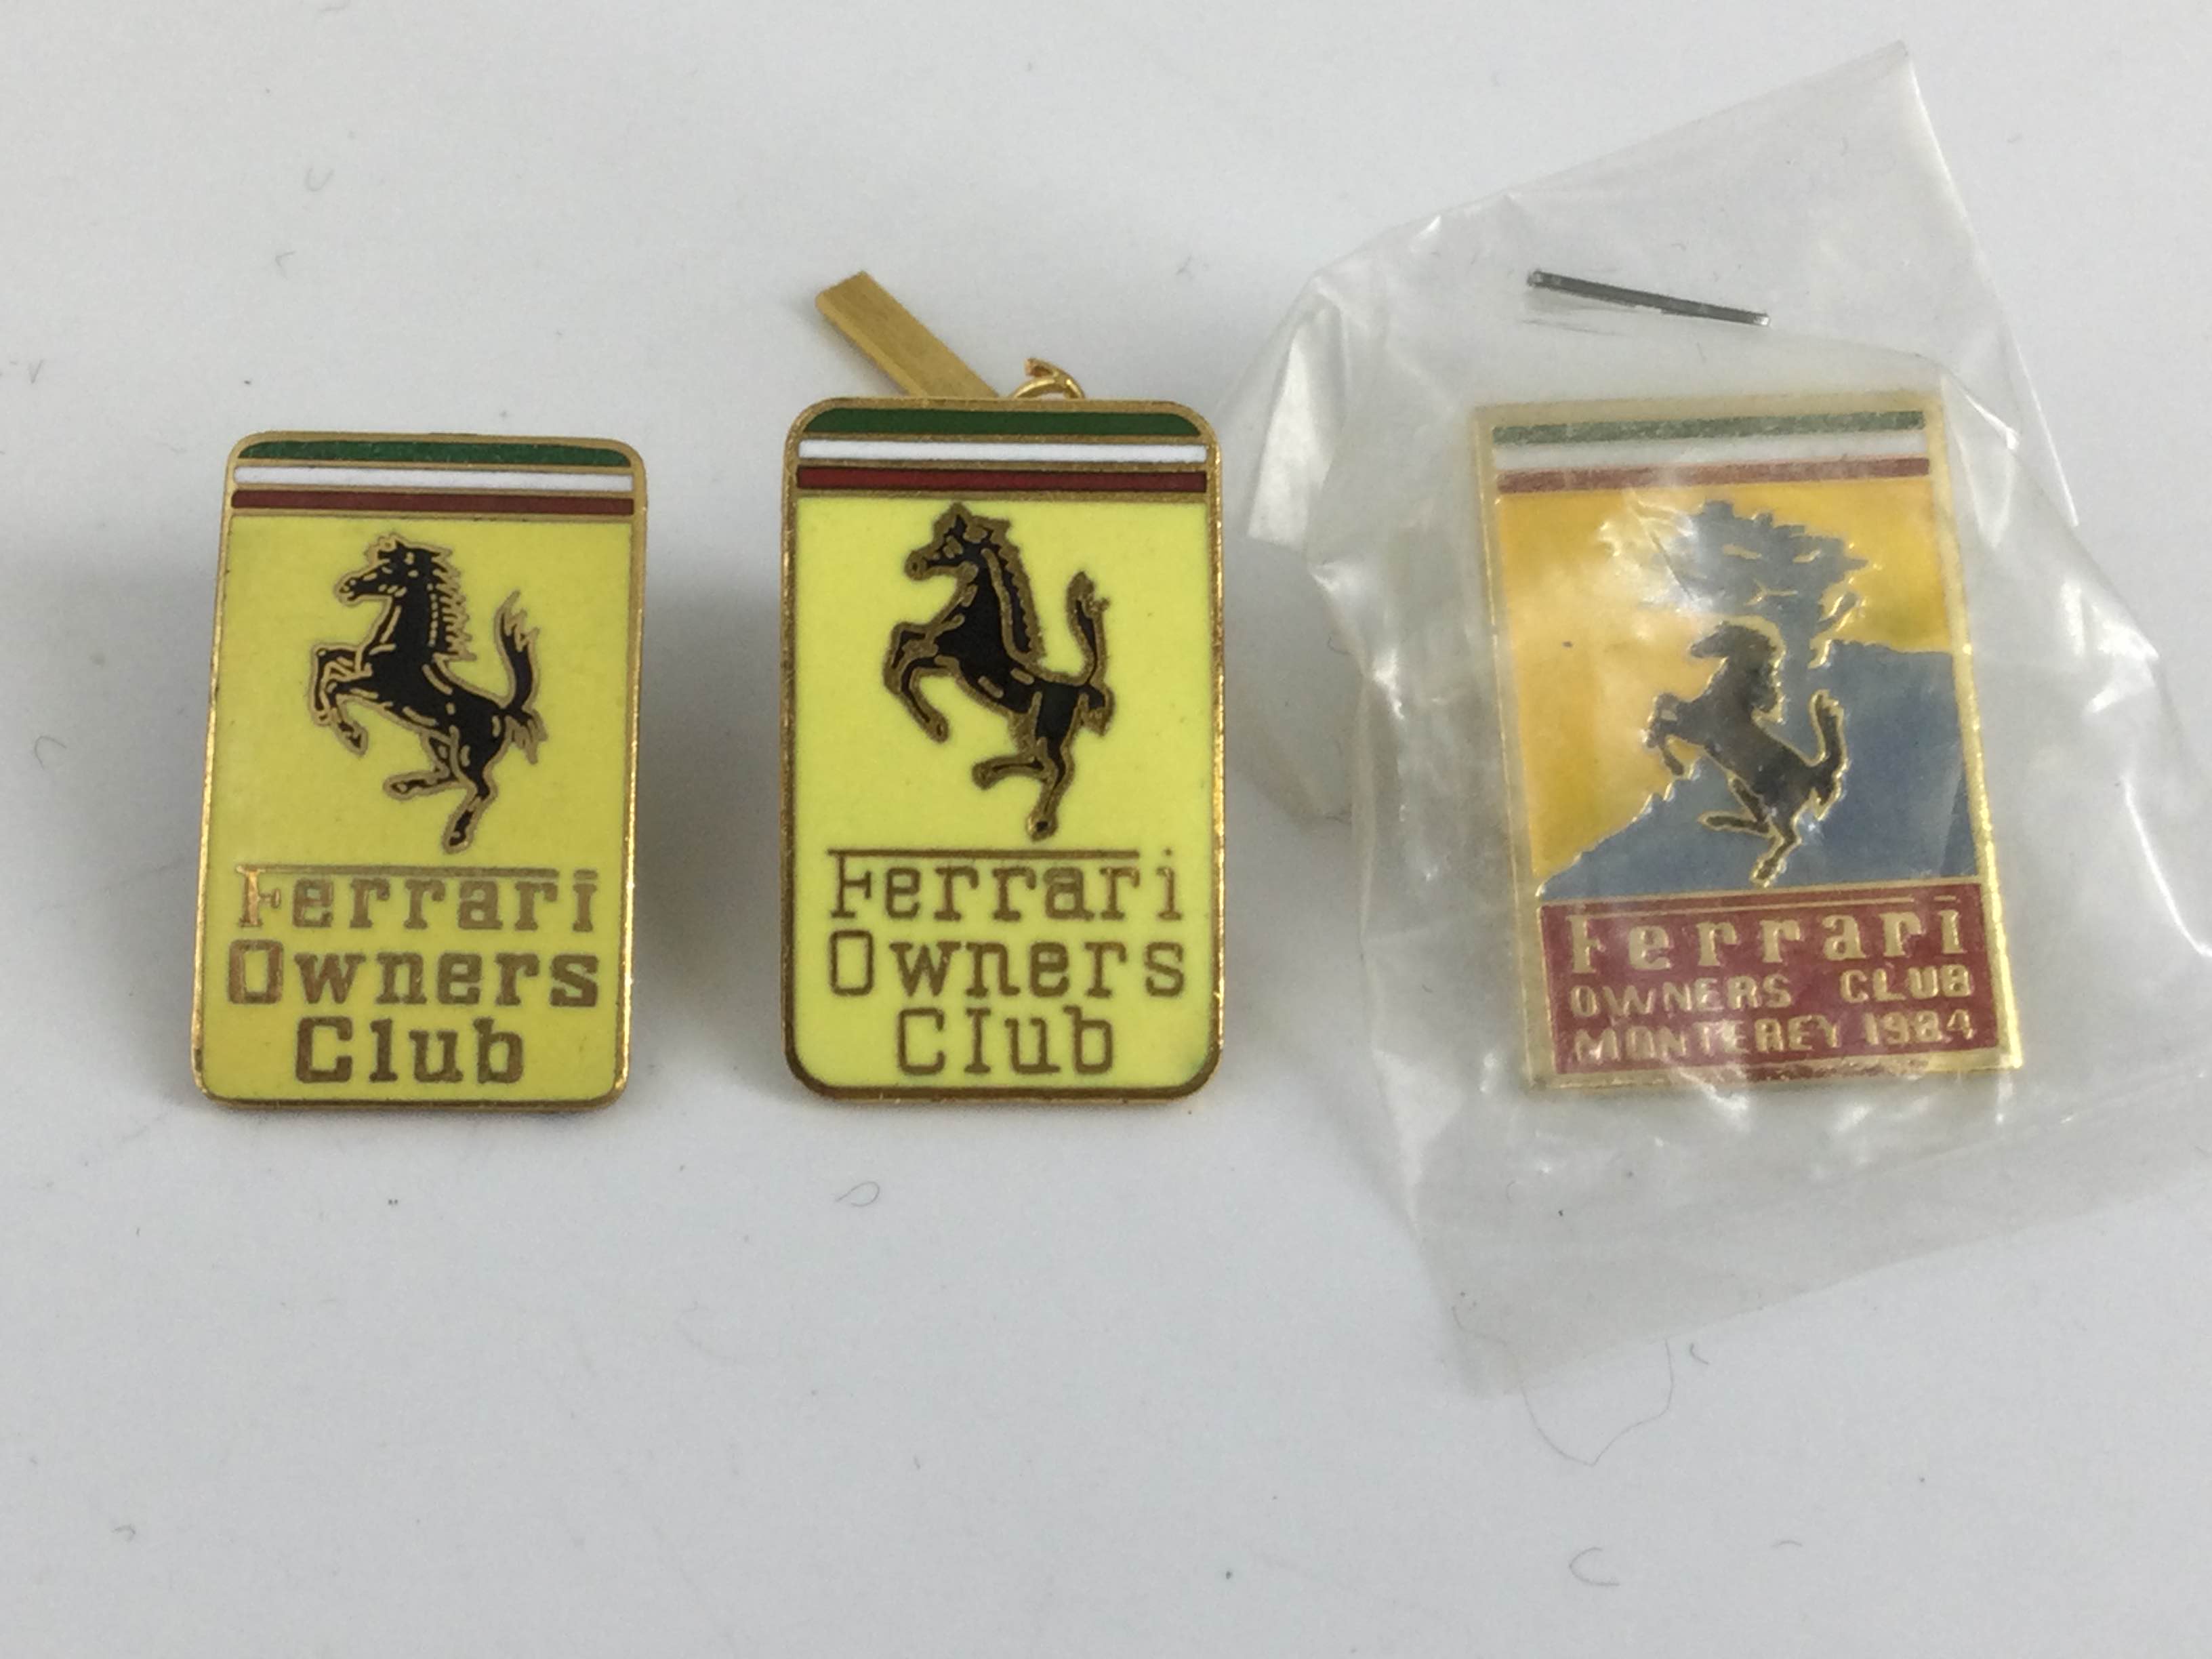 Ferrari
Owners
Club
Ferrari
Owners
Club
Ferrari
OWNERS CLUB
MONTEREY 1984